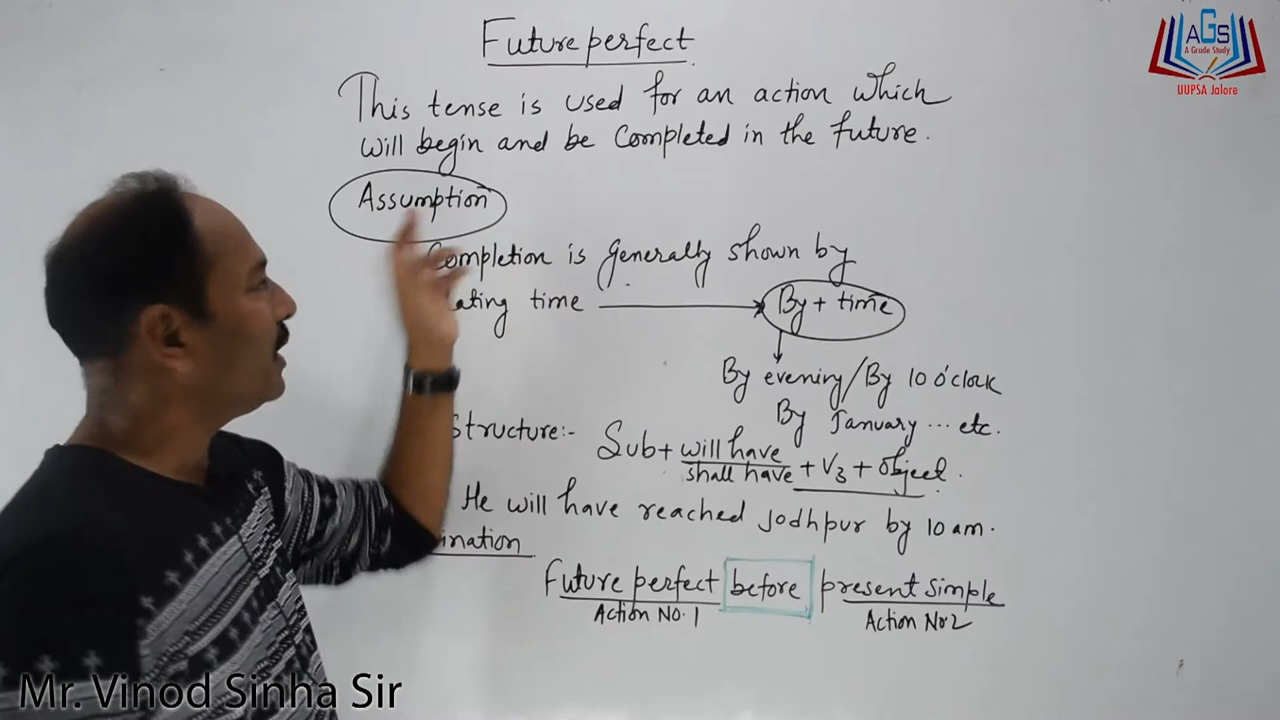 Future perfect
This tense is used for an action which
will begin and be Completed in the future.
Assumption
Completion is generally shown by
ating time → By + time
By evening/By 10 o'clock
By January ... etc.
Structure:- Sub + will have
shall have + V3 + object.
He will have reached Jodhpur by 10 am.
ination
Future perfect before present simple
Action No. 1 Action No 2
AGS
A Grade Study
UUPSA Jalore
Mr. Vinod Sinha Sir